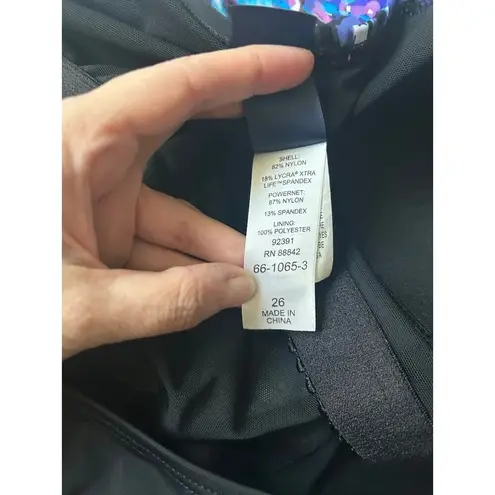 SHELL:
82% NYLON
18% LYCRA® XTRA
LIFE™SPANDEX
POWERNET:
87% NYLON
13% SPANDEX
LINING:
100% POLYESTER
92391
RN 88842
66-1065-3
26
MADE IN
CHINA